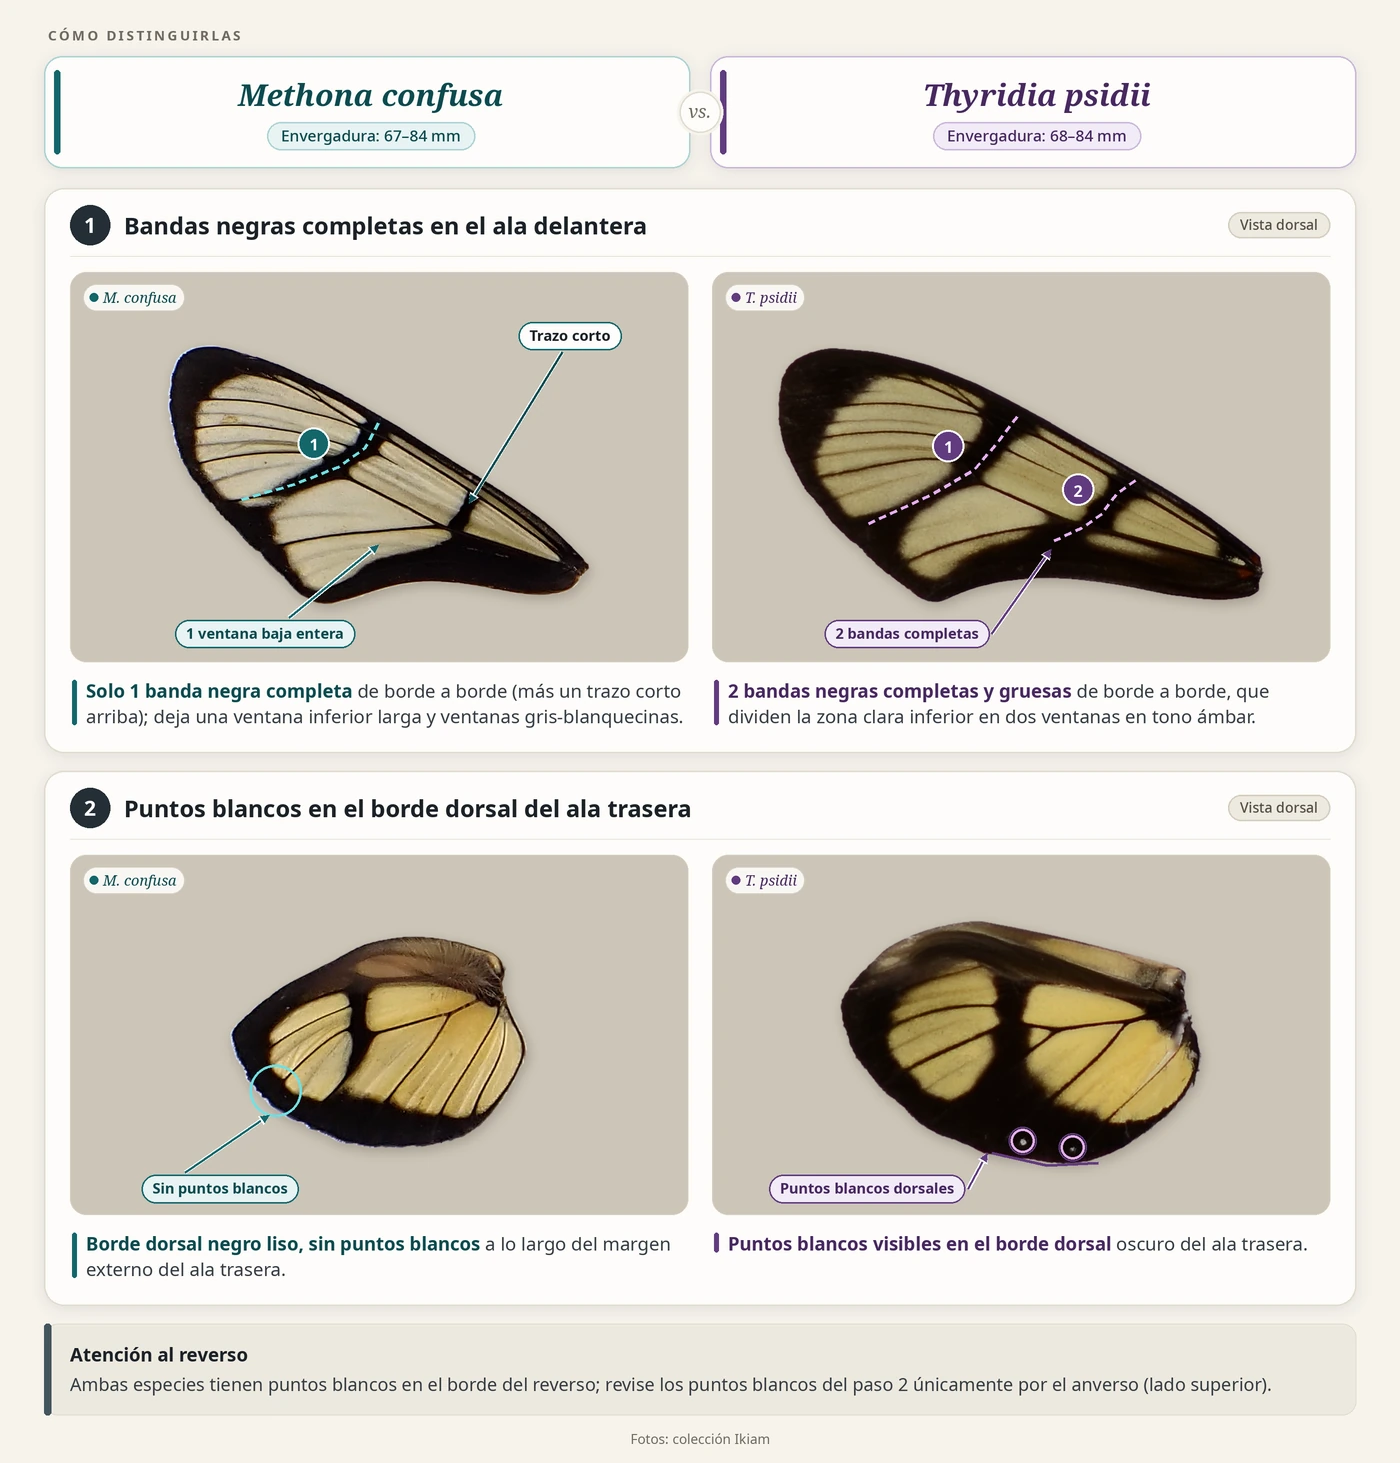 CÓMO DISTINGUIRLAS
Methona confusa
Envergadura: 67–84 mm
vs.
Thyridia psidii
Envergadura: 68–84 mm
1 Bandas negras completas en el ala delantera
Vista dorsal
M. confusa
Trazo corto
1
1 ventana baja entera
T. psidii
1
2
2 bandas completas
Solo 1 banda negra completa de borde a borde (más un trazo corto
arriba); deja una ventana inferior larga y ventanas gris-blanquecinas.
2 bandas negras completas y gruesas de borde a borde, que
dividen la zona clara inferior en dos ventanas en tono ámbar.
2 Puntos blancos en el borde dorsal del ala trasera
Vista dorsal
M. confusa
Sin puntos blancos
T. psidii
Puntos blancos dorsales
Borde dorsal negro liso, sin puntos blancos a lo largo del margen
externo del ala trasera.
Puntos blancos visibles en el borde dorsal oscuro del ala trasera.
Atención al reverso
Ambas especies tienen puntos blancos en el borde del reverso; revise los puntos blancos del paso 2 únicamente por el anverso (lado superior).
Fotos: colección Ikiam